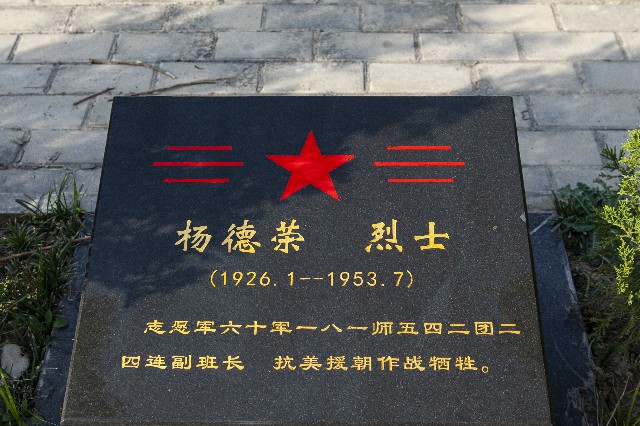 杨德荣 烈士
(1926.1--1953.7)
志愿军六十军一八一师五四二团二
四连副班长 抗美援朝作战牺牲。